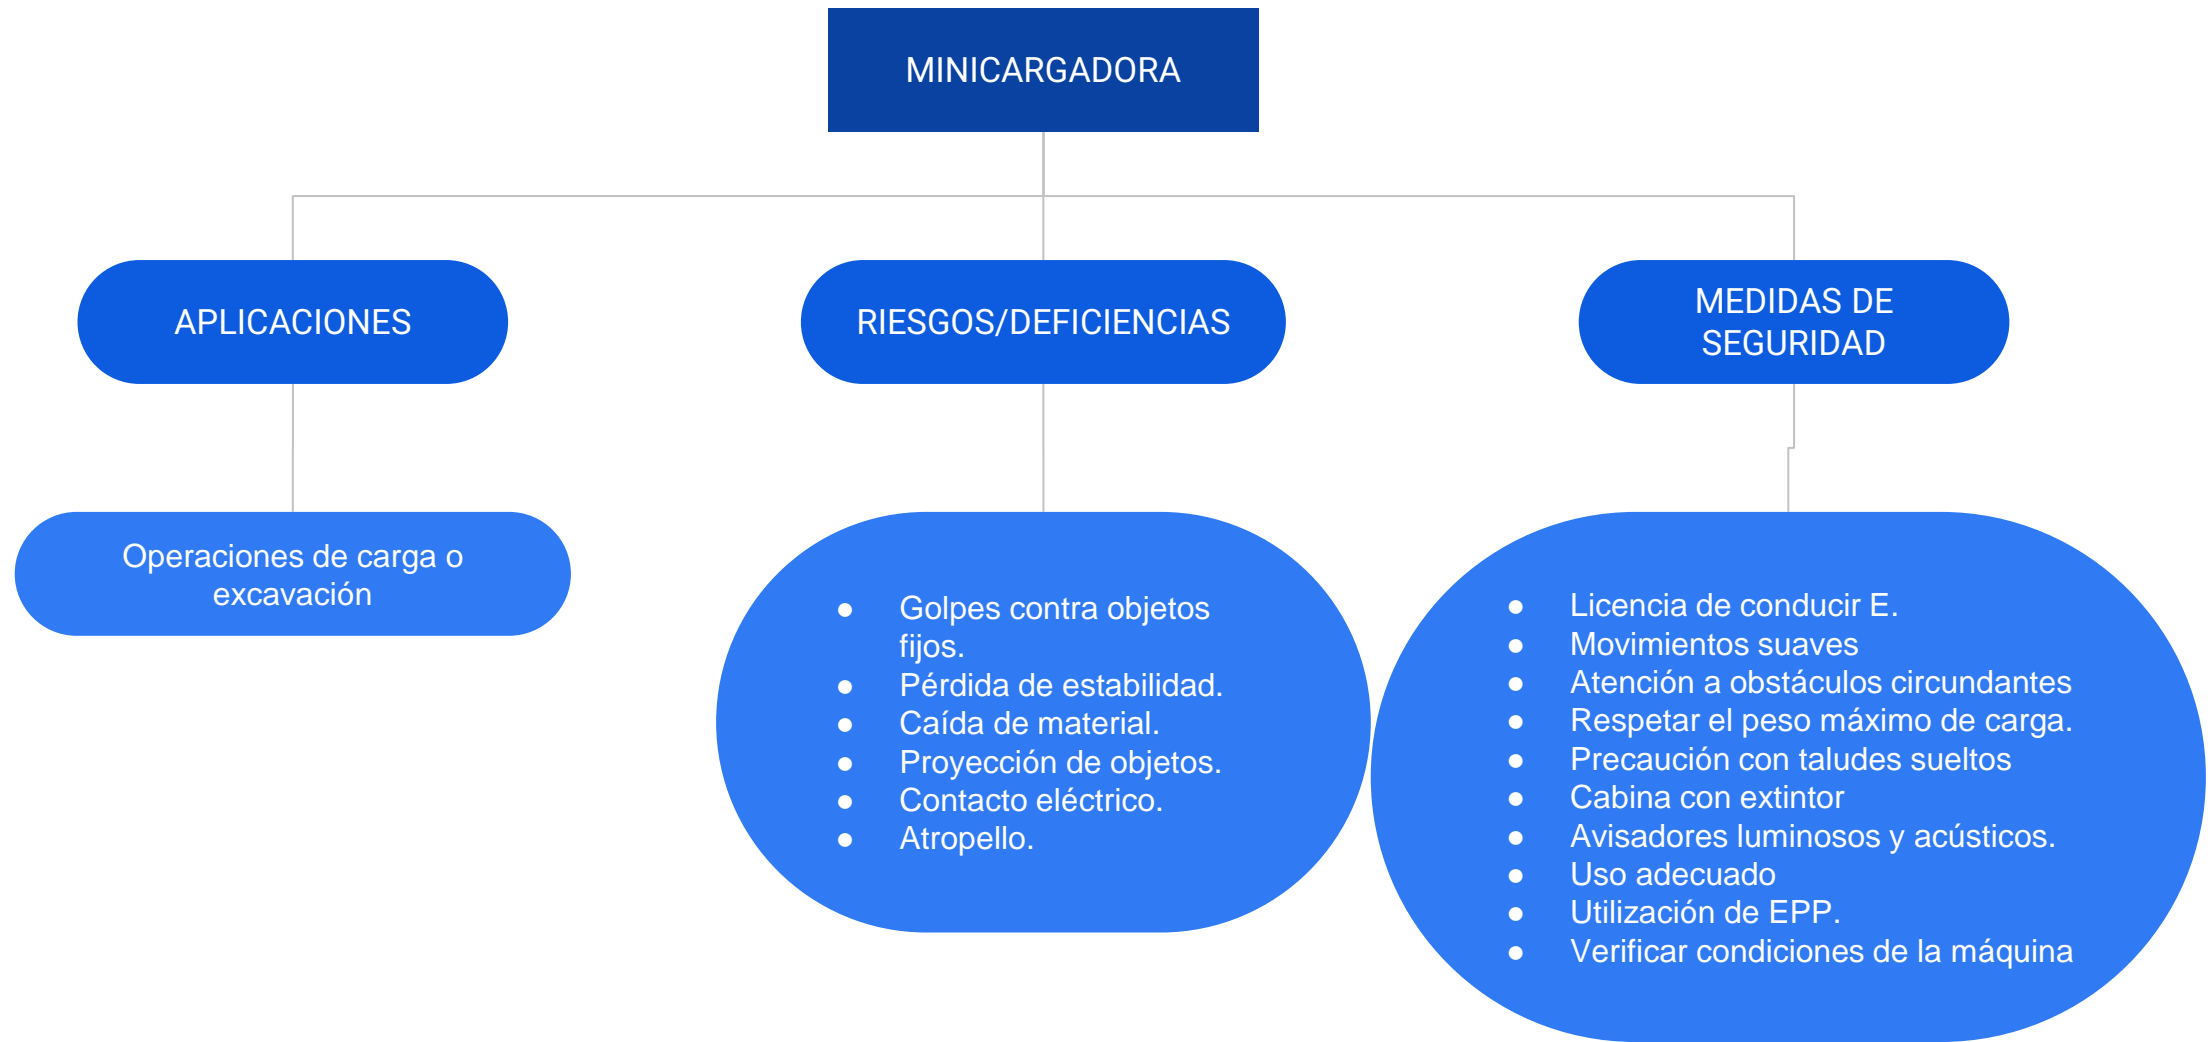 MINICARGADORA
APLICACIONES
RIESGOS/DEFICIENCIAS
MEDIDAS DE
SEGURIDAD
Operaciones de carga o
excavación
● Golpes contra objetos
fijos.
● Pérdida de estabilidad.
● Caída de material.
● Proyección de objetos.
● Contacto eléctrico.
● Atropello.
● Licencia de conducir E.
● Movimientos suaves
● Atención a obstáculos circundantes
● Respetar el peso máximo de carga.
● Precaución con taludes sueltos
● Cabina con extintor
● Avisadores luminosos y acústicos.
● Uso adecuado
● Utilización de EPP.
● Verificar condiciones de la máquina